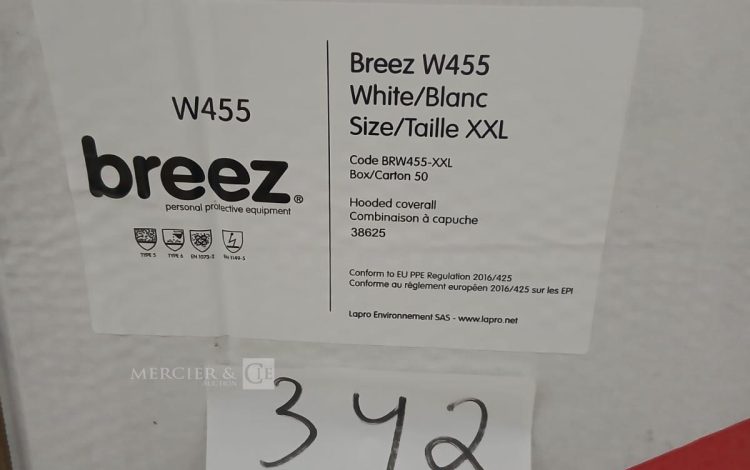 W455
breez®
personal protective equipment
TYPE 5 TYPE 6 EN 1073-2 EN 1149-5
Breez W455
White/Blanc
Size/Taille XXL
Code BRW455-XXL
Box/Carton 50
Hooded coverall
Combinaison à capuche
38625
Conform to EU PPE Regulation 2016/425
Conforme au règlement européen 2016/425 sur les EPI
Lapro Environnement SAS - www.lapro.net
MERCIER & CIE
AUCTION
342